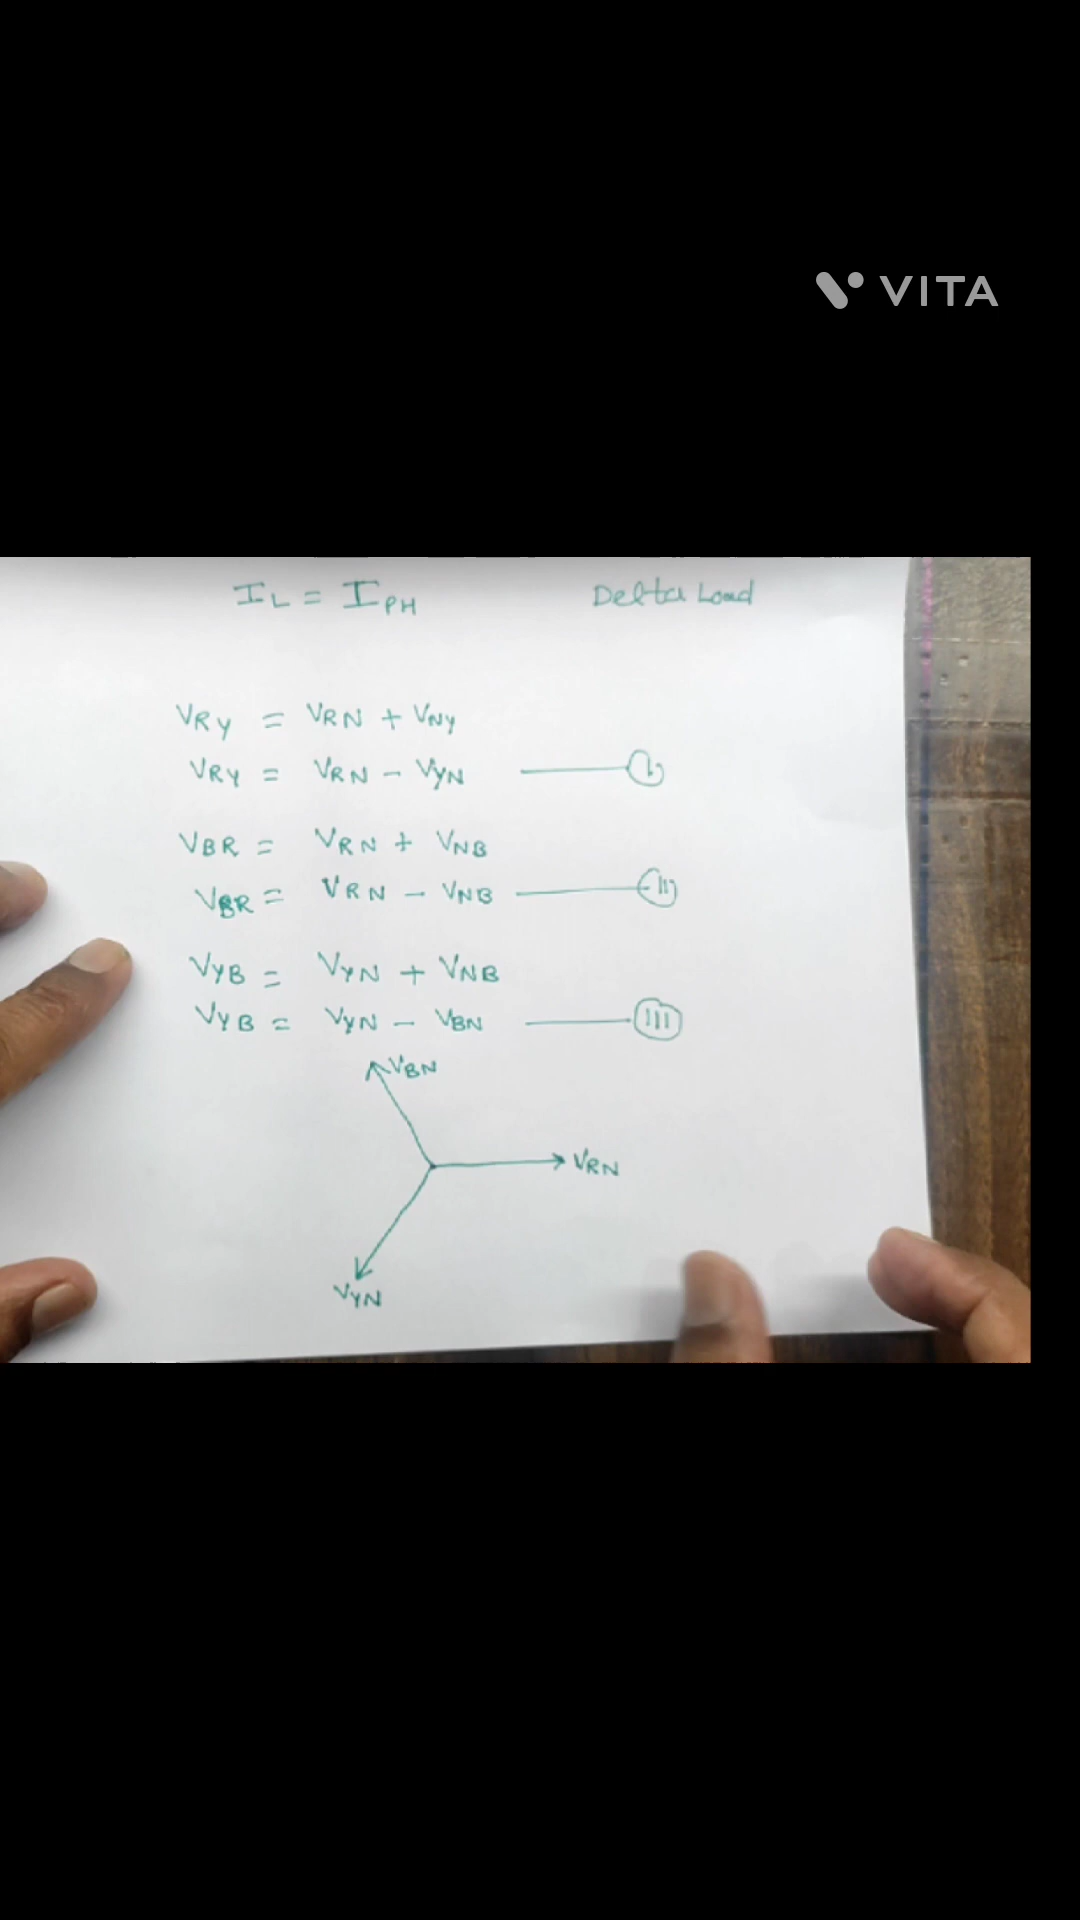 VITA
IL = IPH Delta Load
VRY = VRN + VNY
VRY = VRN - VYN I
VBR = VRN + VNB
VBR = VRN - VNB II
VYB = VYN + VNB
VYB = VYN - VBN III
VBN
VRN
VYN